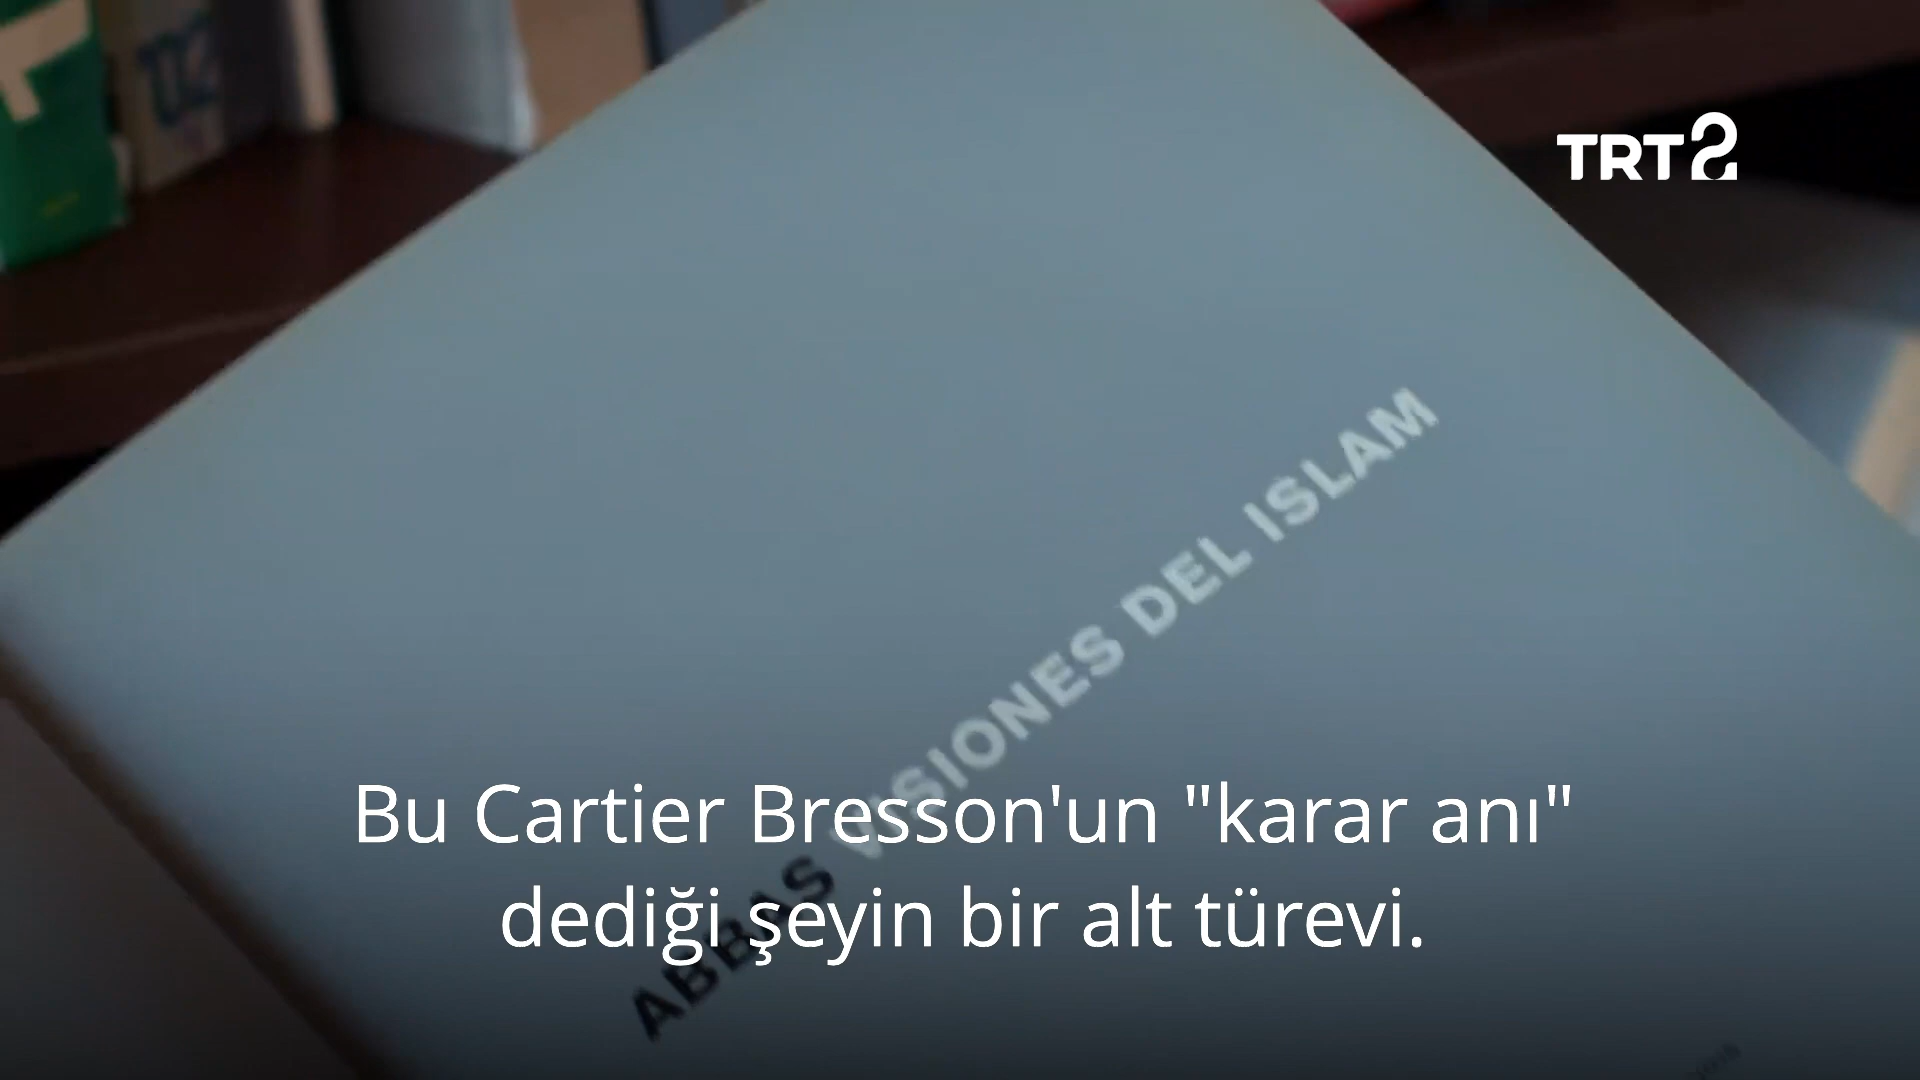 TRT2
ABBAS VISIONES DEL ISLAM
Bu Cartier Bresson'un "karar anı"
dediği şeyin bir alt türevi.